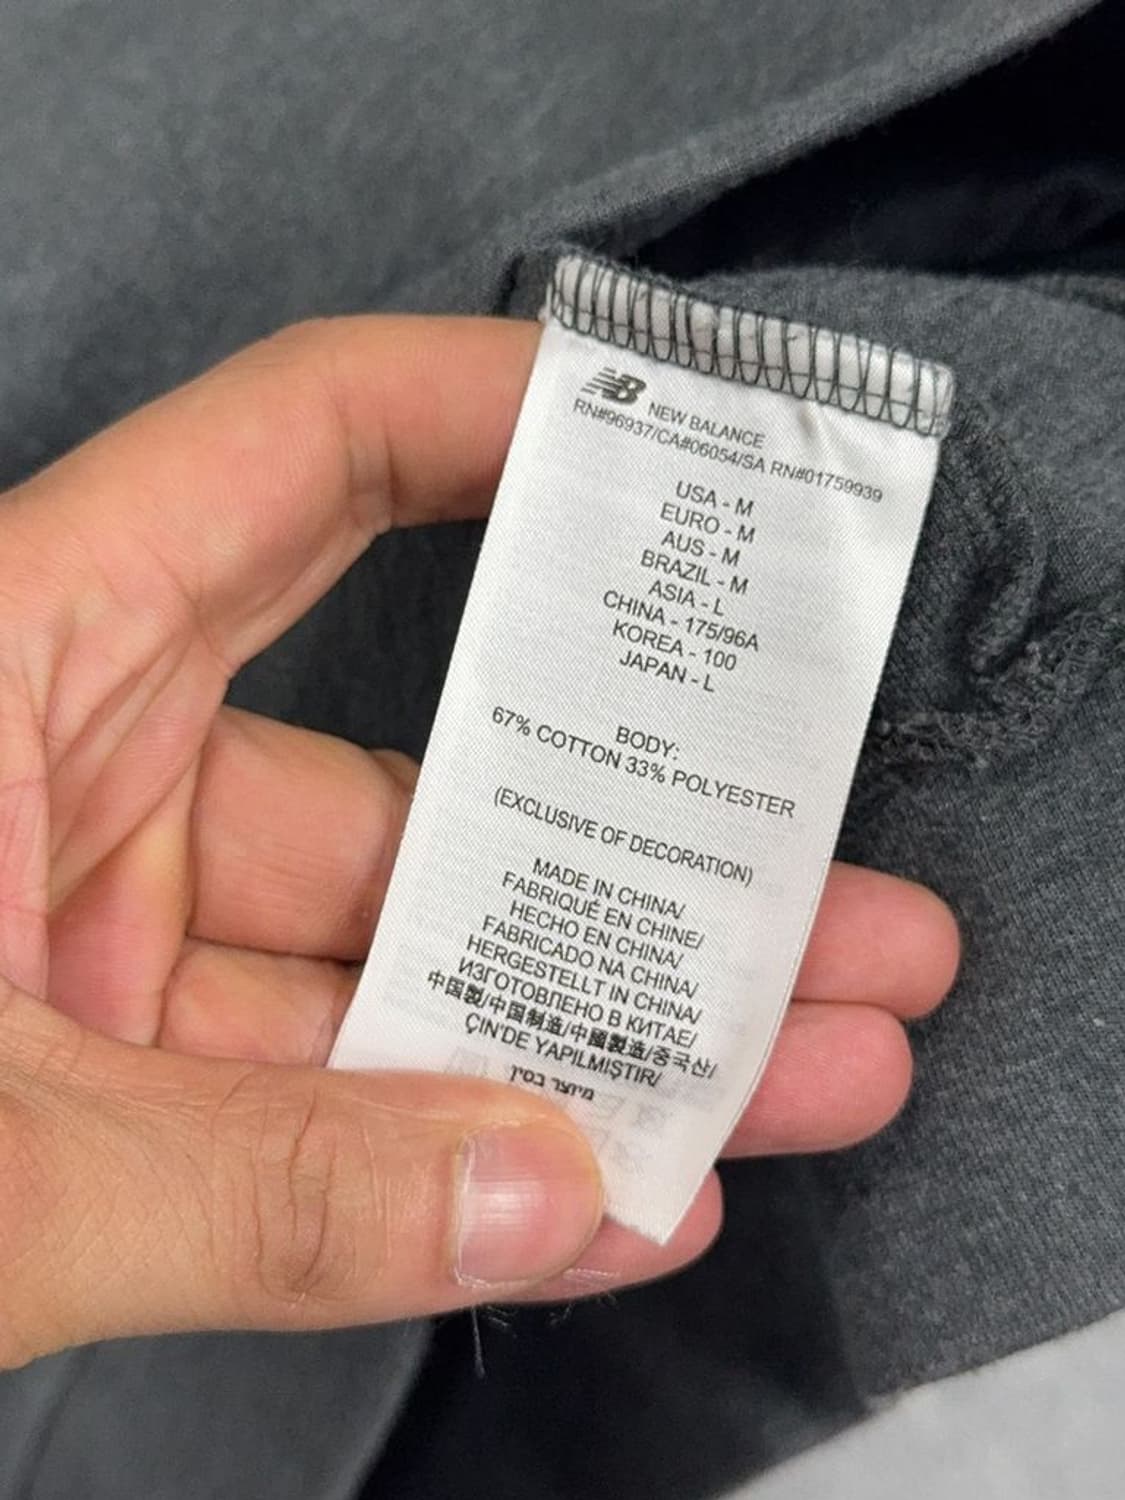 NB NEW BALANCE
RN#96937/CA#06054/SA RN#01759939
USA - M
EURO - M
AUS - M
BRAZIL - M
ASIA - L
CHINA - 175/96A
KOREA - 100
JAPAN - L
BODY:
67% COTTON 33% POLYESTER
(EXCLUSIVE OF DECORATION)
MADE IN CHINA/
FABRIQUÉ EN CHINE/
HECHO EN CHINA/
FABRICADO NA CHINA/
HERGESTELLT IN CHINA/
ИЗГОТОВЛЕНО В КИТАЕ/
中国製/中国制造/中國製造/중국산/
ÇIN'DE YAPILMIŞTIR/
מיוצר בסין